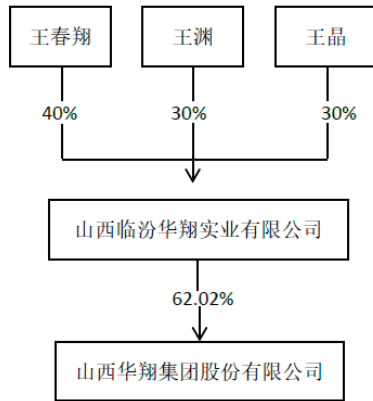 王春翔 王渊 王晶
40% 30% 30%
山西临汾华翔实业有限公司
62.02%
山西华翔集团股份有限公司